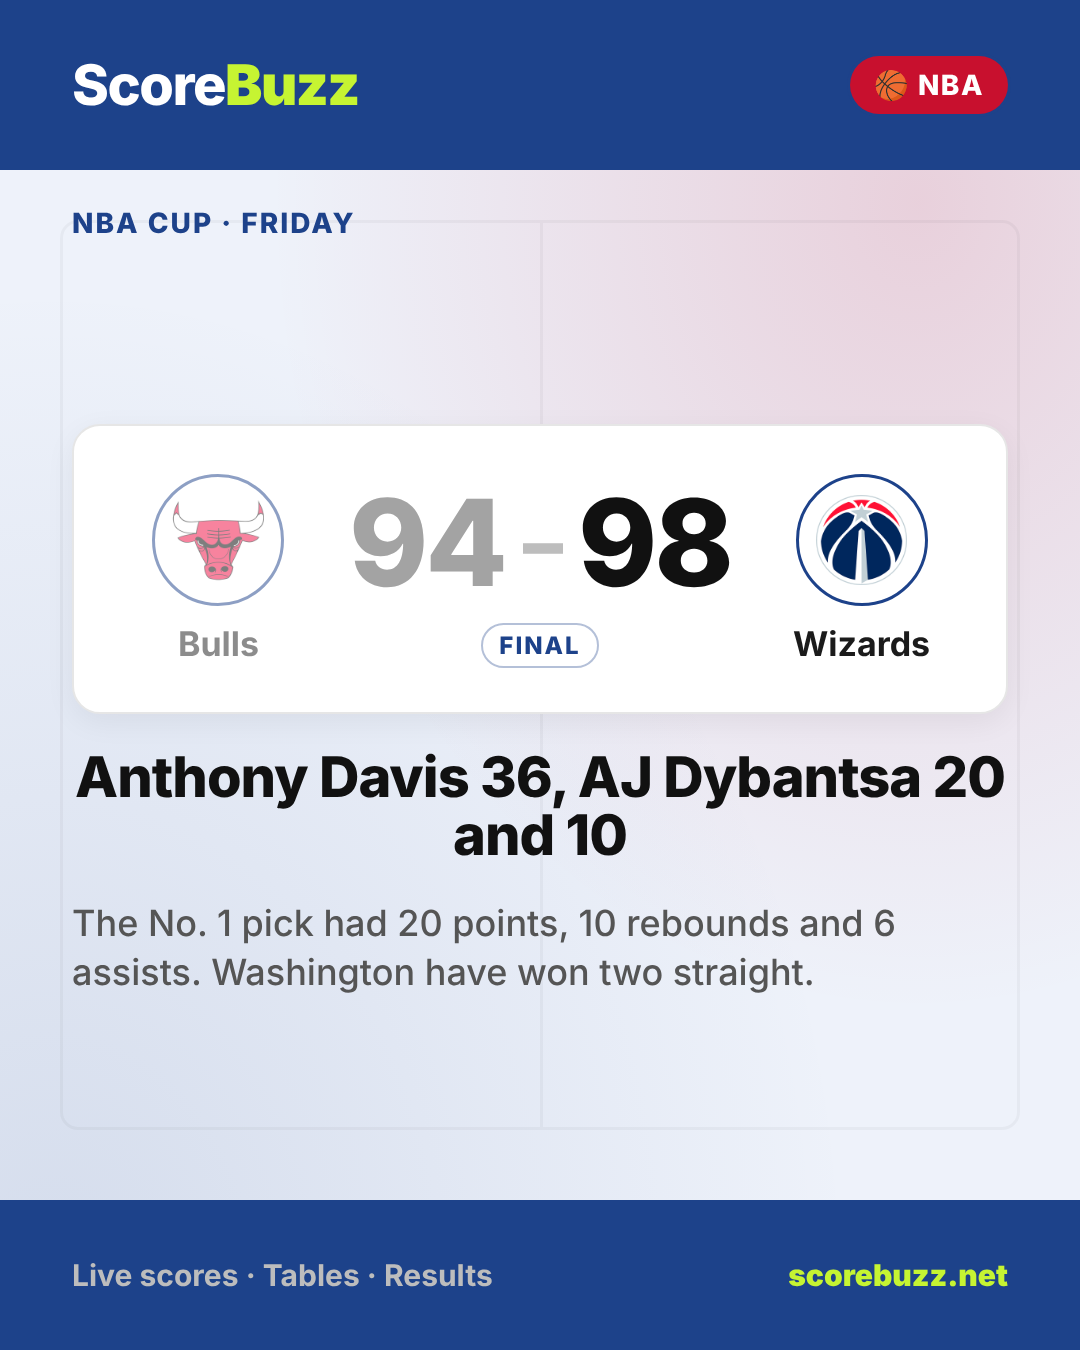 ScoreBuzz
NBA
NBA CUP · FRIDAY
94 - 98
Bulls
FINAL
Wizards
Anthony Davis 36, AJ Dybantsa 20
and 10
The No. 1 pick had 20 points, 10 rebounds and 6
assists. Washington have won two straight.
Live scores · Tables · Results
scorebuzz.net